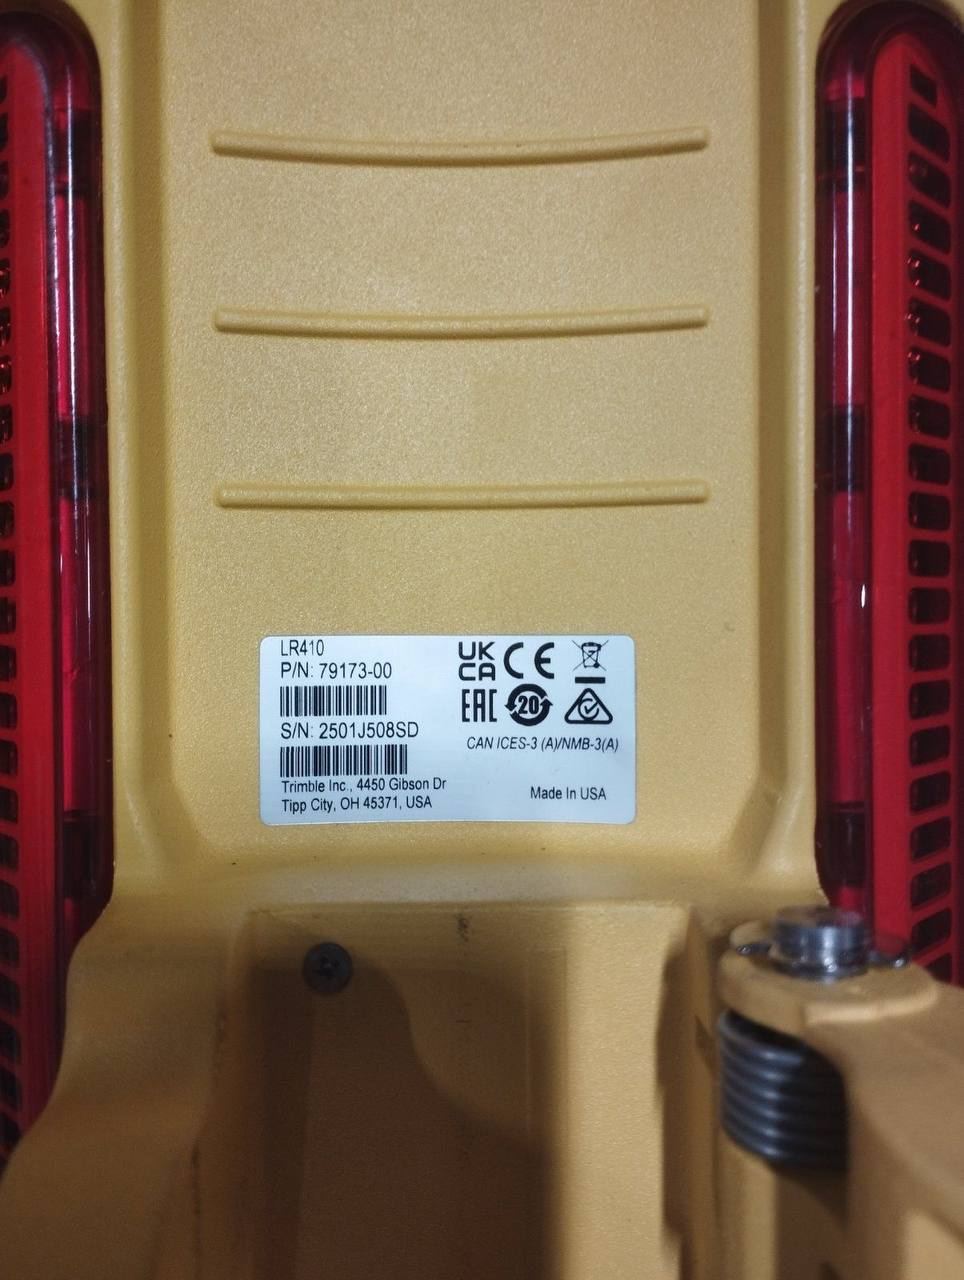 LR410
P/N: 79173-00
S/N: 2501J508SD
Trimble Inc., 4450 Gibson Dr
Tipp City, OH 45371, USA
UK
CA CE
EAC 20
CAN ICES-3 (A)/NMB-3(A)
Made In USA